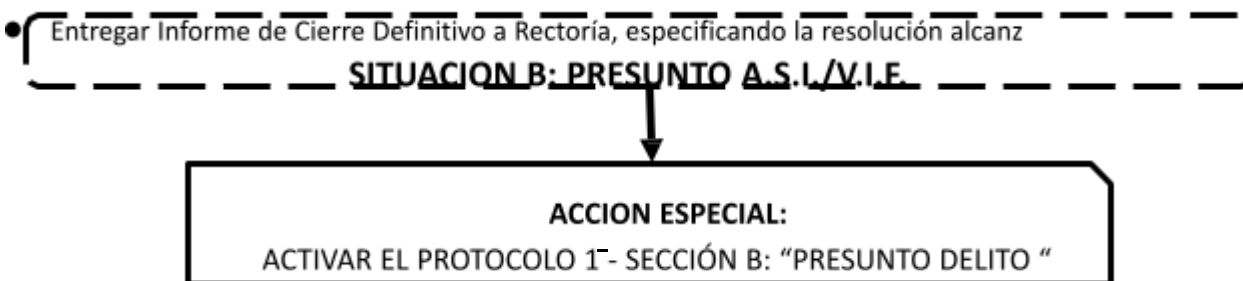 ● Entregar Informe de Cierre Definitivo a Rectoría, especificando la resolución alcanz
SITUACION B: PRESUNTO A.S.I./V.I.F.
ACCION ESPECIAL:
ACTIVAR EL PROTOCOLO 1 - SECCIÓN B: “PRESUNTO DELITO “